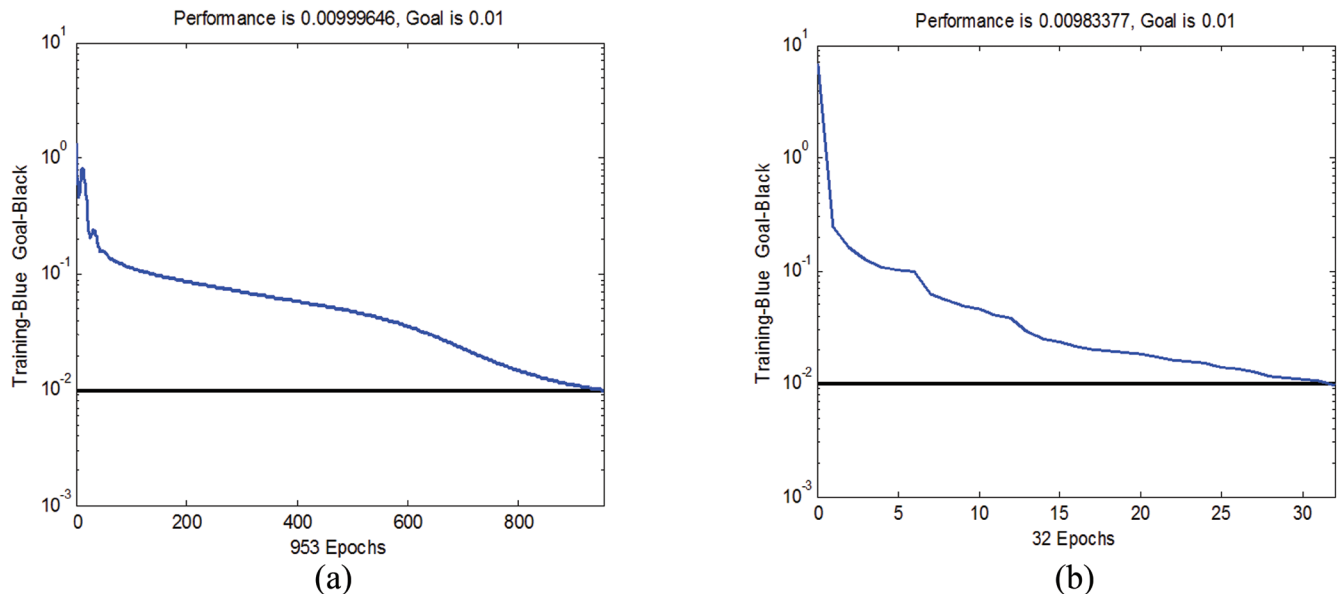 Performance is 0.00999646, Goal is 0.01
Training-Blue Goal-Black
10^1
10^0
10^-1
10^-2
10^-3
0 200 400 600 800
953 Epochs
(a)
Performance is 0.00983377, Goal is 0.01
Training-Blue Goal-Black
10^1
10^0
10^-1
10^-2
10^-3
0 5 10 15 20 25 30
32 Epochs
(b)